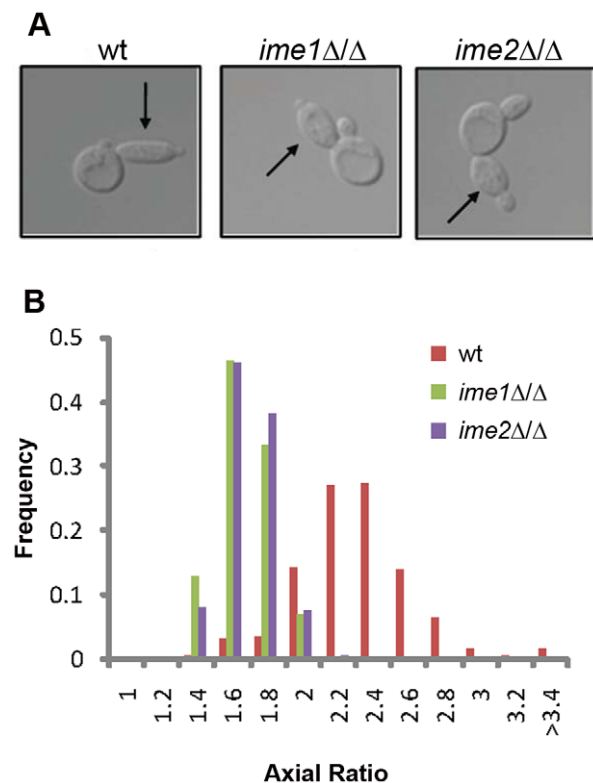 A
wt
ime1Δ/Δ
ime2Δ/Δ
B
0.5
0.4
0.3
0.2
0.1
0
Frequency
wt
ime1Δ/Δ
ime2Δ/Δ
1
1.2
1.4
1.6
1.8
2
2.2
2.4
2.6
2.8
3
3.2
>3.4
Axial Ratio